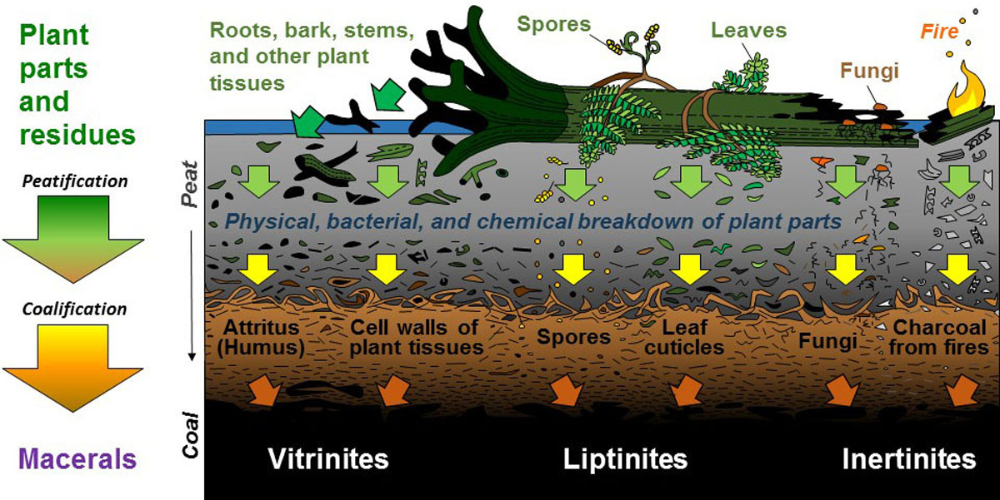 Plant
parts
and
residues
Peatification
Coalification
Macerals
Peat
Coal
Roots, bark, stems,
and other plant
tissues
Spores
Leaves
Fungi
Fire
Physical, bacterial, and chemical breakdown of plant parts
Attritus
(Humus)
Cell walls of
plant tissues
Spores
Leaf
cuticles
Fungi
Charcoal
from fires
Vitrinites
Liptinites
Inertinites